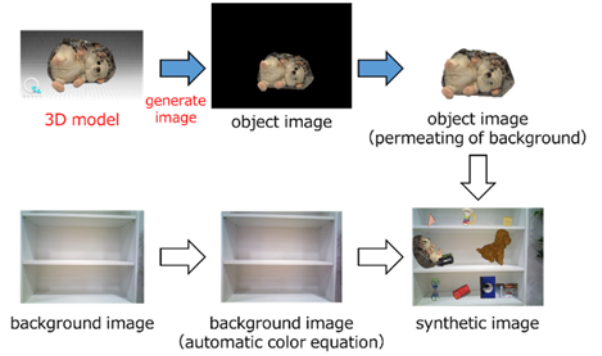 3D model
generate
image
object image
object image
(permeating of background)
background image
background image
(automatic color equation)
synthetic image